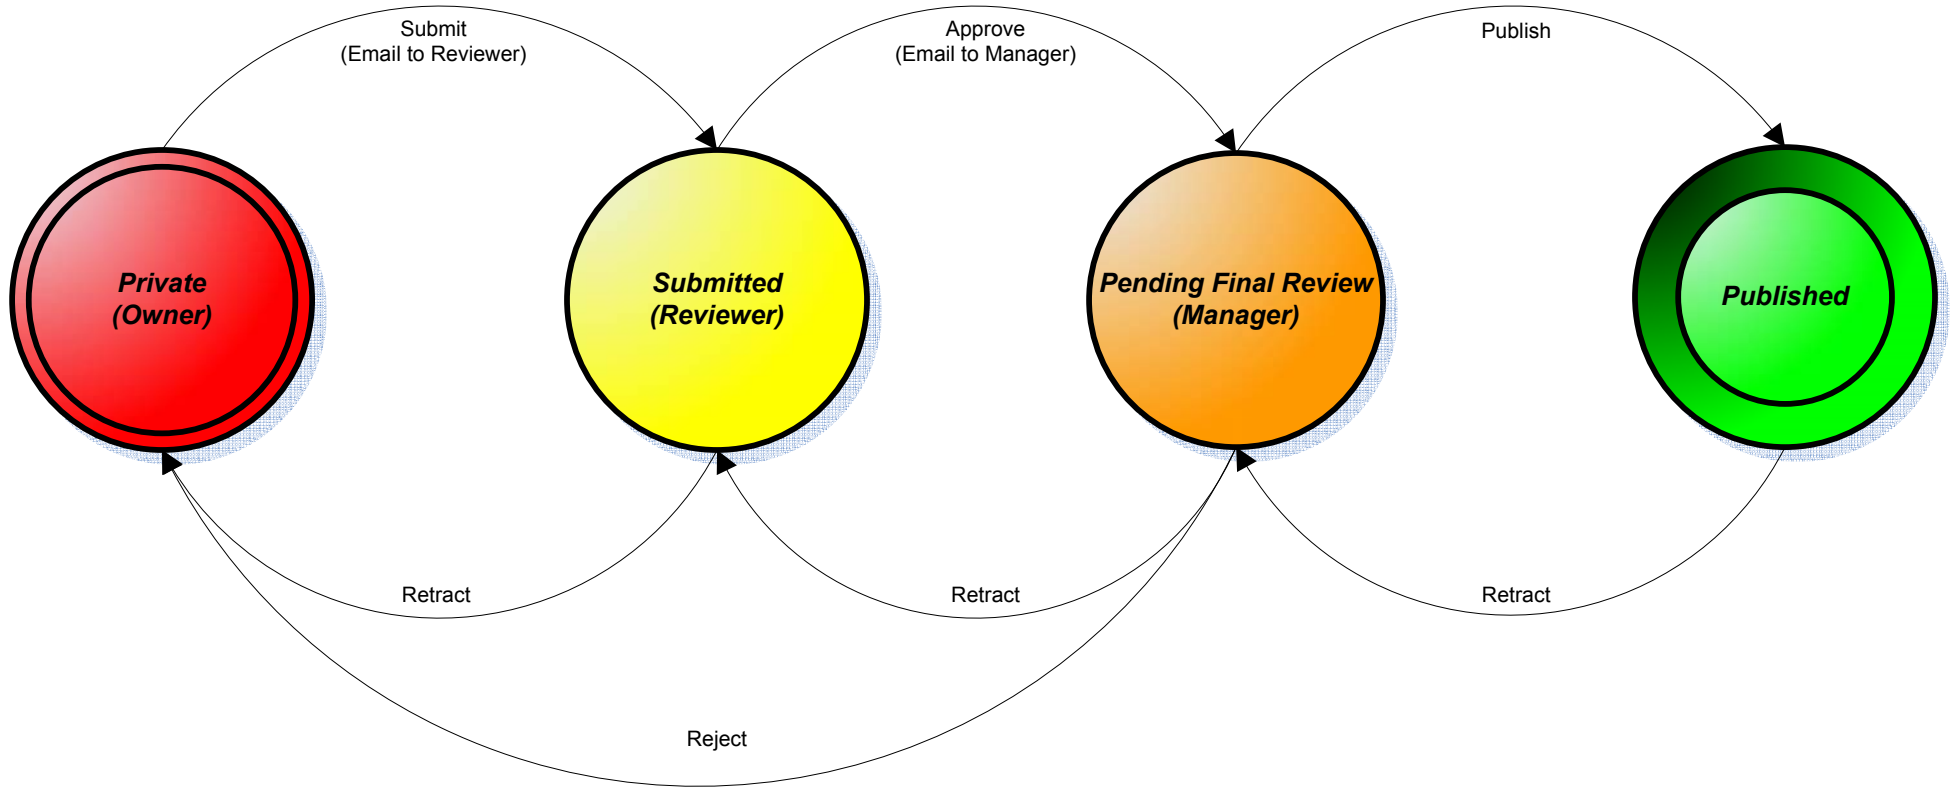 Submit
(Email to Reviewer)
Approve
(Email to Manager)
Publish
Private
(Owner)
Submitted
(Reviewer)
Pending Final Review
(Manager)
Published
Retract
Retract
Retract
Reject